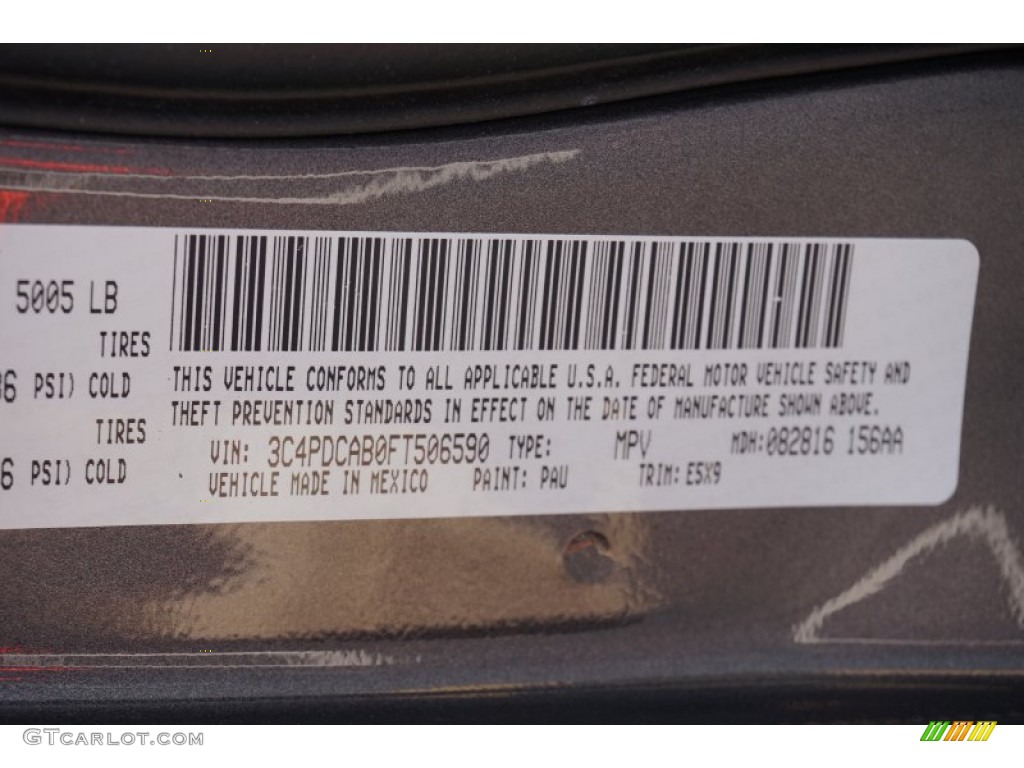 5005 LB
TIRES
PSI) COLD
TIRES
6 PSI) COLD
THIS VEHICLE CONFORMS TO ALL APPLICABLE U.S.A. FEDERAL MOTOR VEHICLE SAFETY AND
THEFT PREVENTION STANDARDS IN EFFECT ON THE DATE OF MANUFACTURE SHOWN ABOVE.
VIN: 3C4PDCAB0FT506590 TYPE: MPV MDH:082816 156AA
VEHICLE MADE IN MEXICO PAINT: PAU TRIM: E5X9
GTcarlot.com